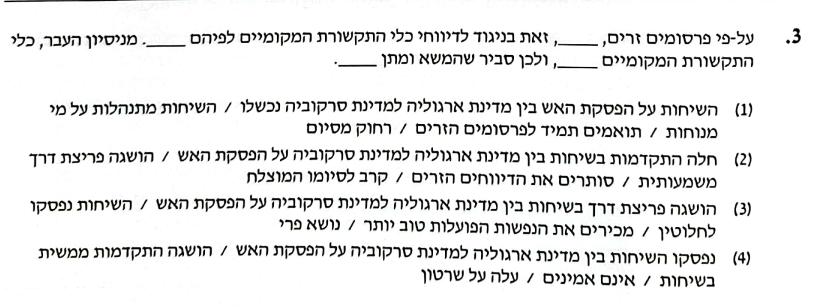 3. על-פי פרסומים זרים, _____, זאת בניגוד לדיווחי כלי התקשורת המקומיים לפיהם _____. מניסיון העבר, כלי
התקשורת המקומיים _____, ולכן סביר שהמשא ומתן _____.
(1) השיחות על הפסקת האש בין מדינת ארגוליה למדינת סרקוביה נכשלו / השיחות מתנהלות על מי
מנוחות / תואמים תמיד לפרסומים הזרים / רחוק מסיום
(2) חלה התקדמות בשיחות בין מדינת ארגוליה למדינת סרקוביה על הפסקת האש / הושגה פריצת דרך
משמעותית / סותרים את הדיווחים הזרים / קרב לסיומו המוצלח
(3) הושגה פריצת דרך בשיחות בין מדינת ארגוליה למדינת סרקוביה על הפסקת האש / השיחות נפסקו
לחלוטין / מכירים את הנפשות הפועלות טוב יותר / נושא פרי
(4) נפסקו השיחות בין מדינת ארגוליה למדינת סרקוביה על הפסקת האש / הושגה התקדמות ממשית
בשיחות / אינם אמינים / עלה על שרטון